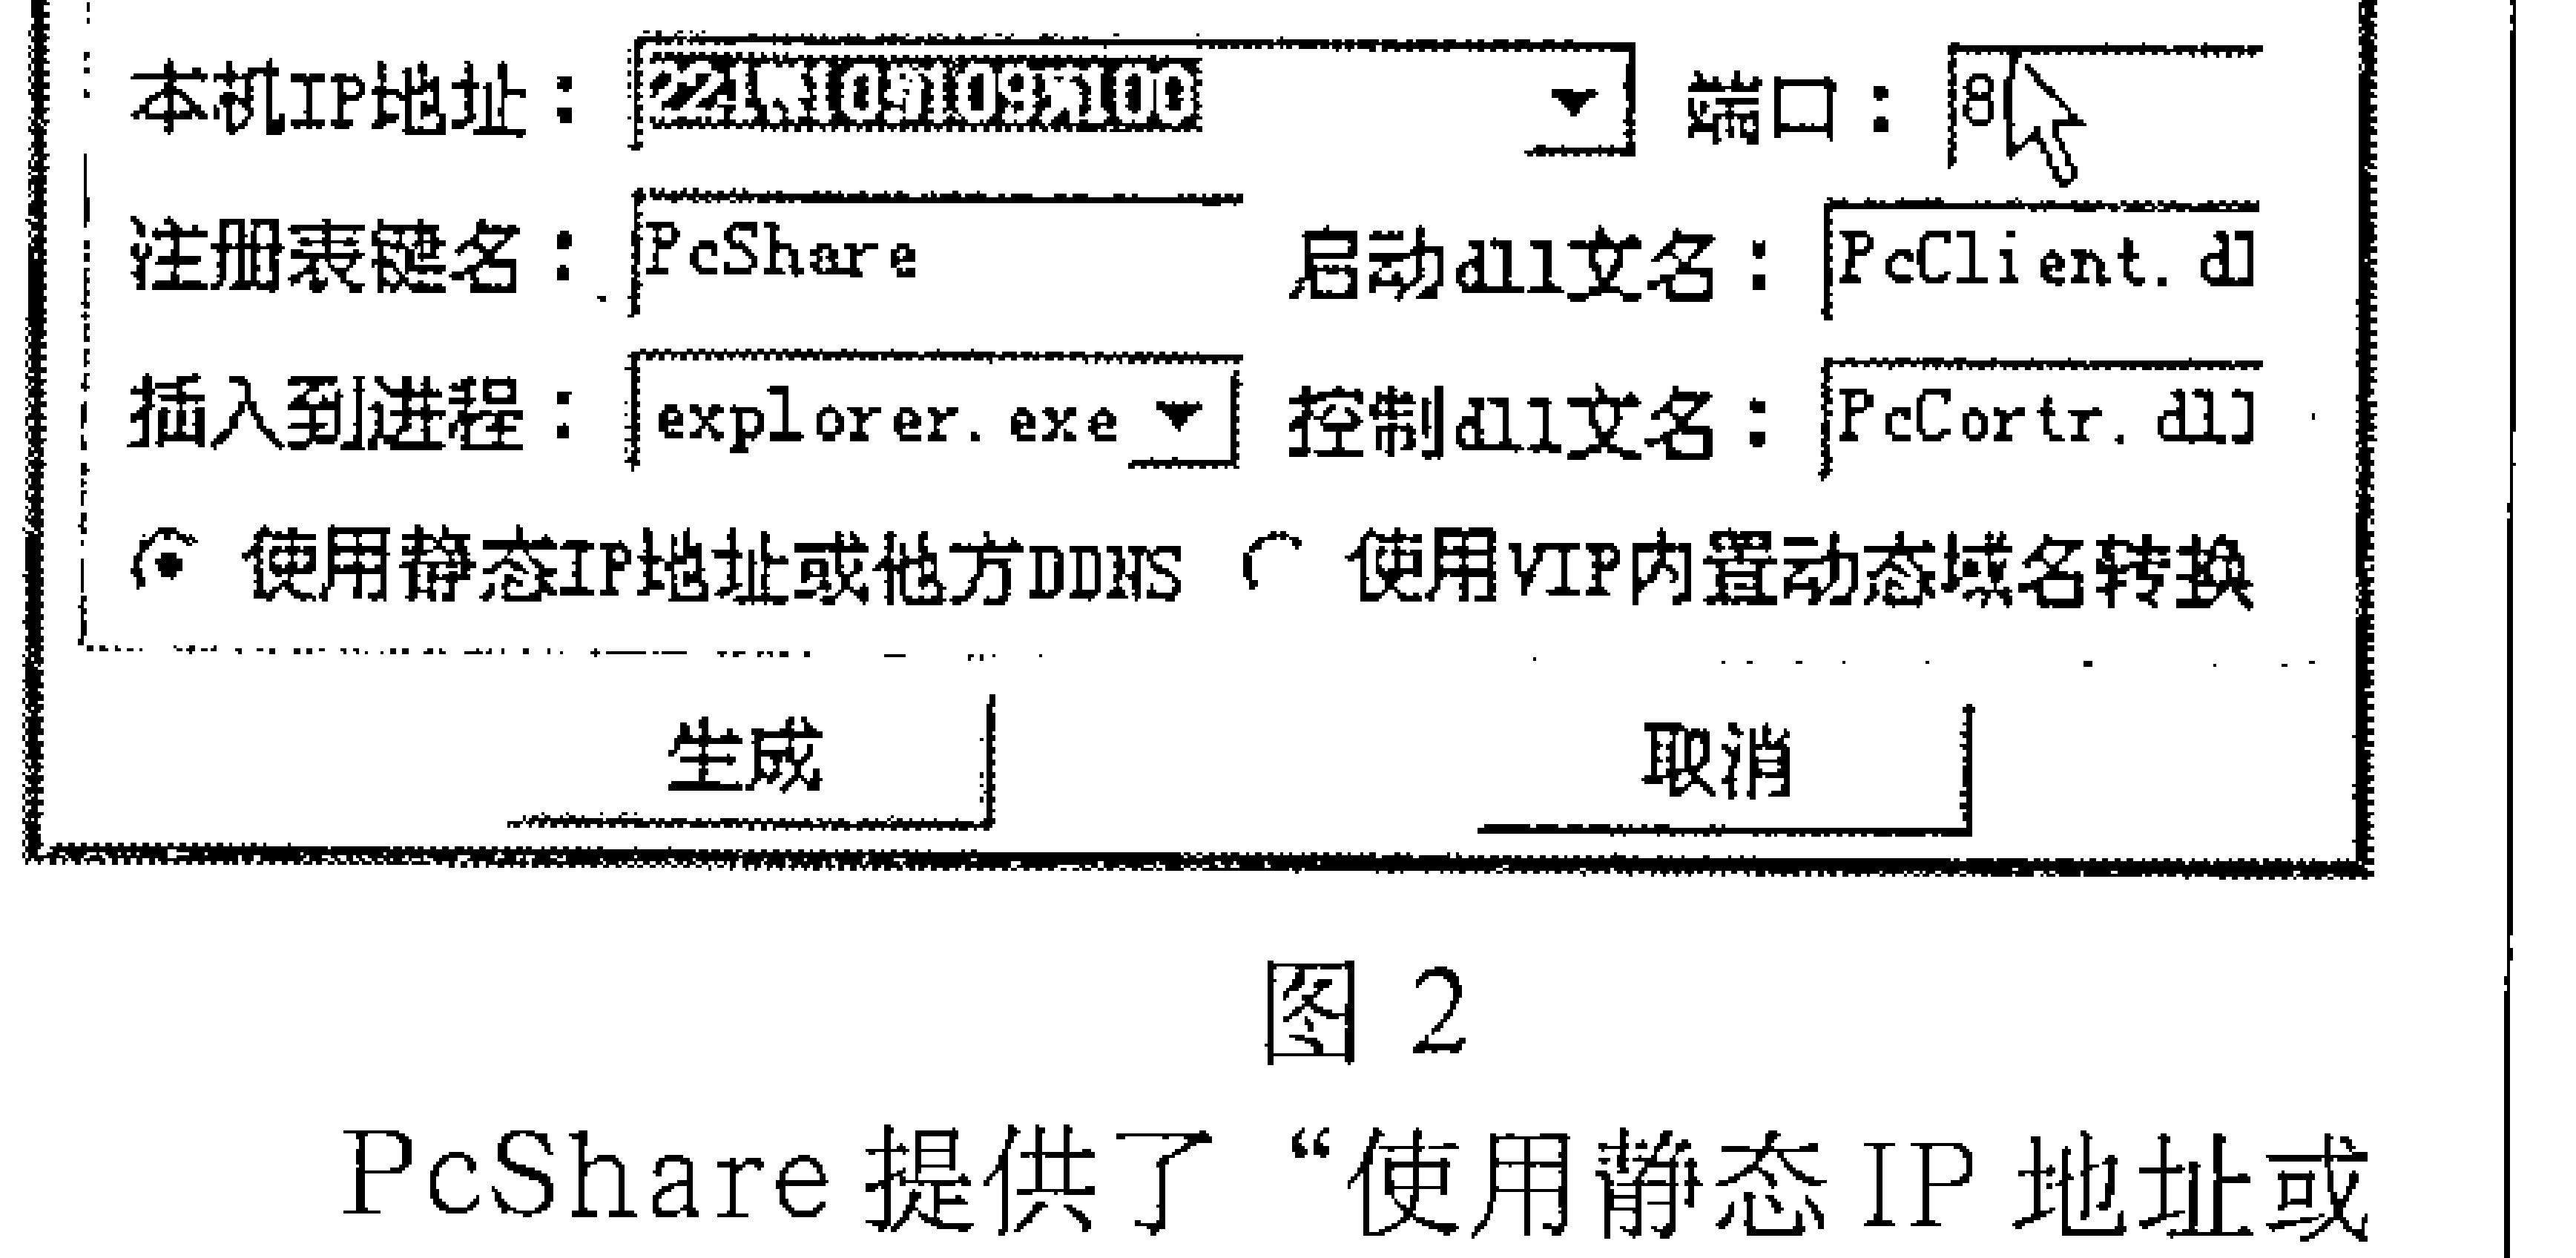 本机IP地址： 端口： 8
注册表键名： PcShare 启动dll文名： PcClient.dl
插入到进程： explorer.exe 控制dll文名： PcCortr.dll
使用静态IP地址或他方DDNS 使用VIP内置动态域名转换
生成 取消
图 2
PcShare 提供了 “使用静态 IP 地址或